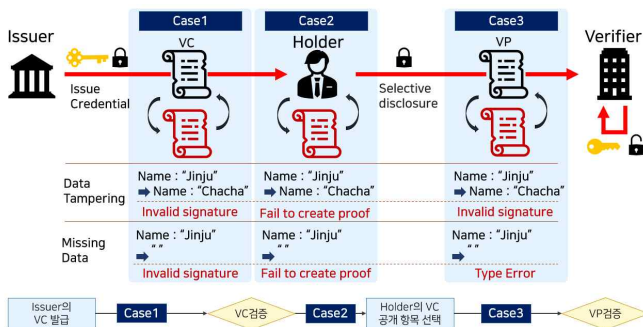 Case1
Case2
Case3
Issuer
VC
Holder
VP
Verifier
Issue
Credential
Selective
disclosure
Data
Tampering
Name : "Jinju"
Name : "Chacha"
Invalid signature
Name : "Jinju"
Name : "Chacha"
Fail to create proof
Name : "Jinju"
Name : "Chacha"
Invalid signature
Missing
Data
Name : "Jinju"
" "
Invalid signature
Name : "Jinju"
" "
Fail to create proof
Name : "Jinju"
" "
Type Error
Issuer의
VC 발급
Case1
VC검증
Case2
Holder의 VC
공개 항목 선택
Case3
VP검증